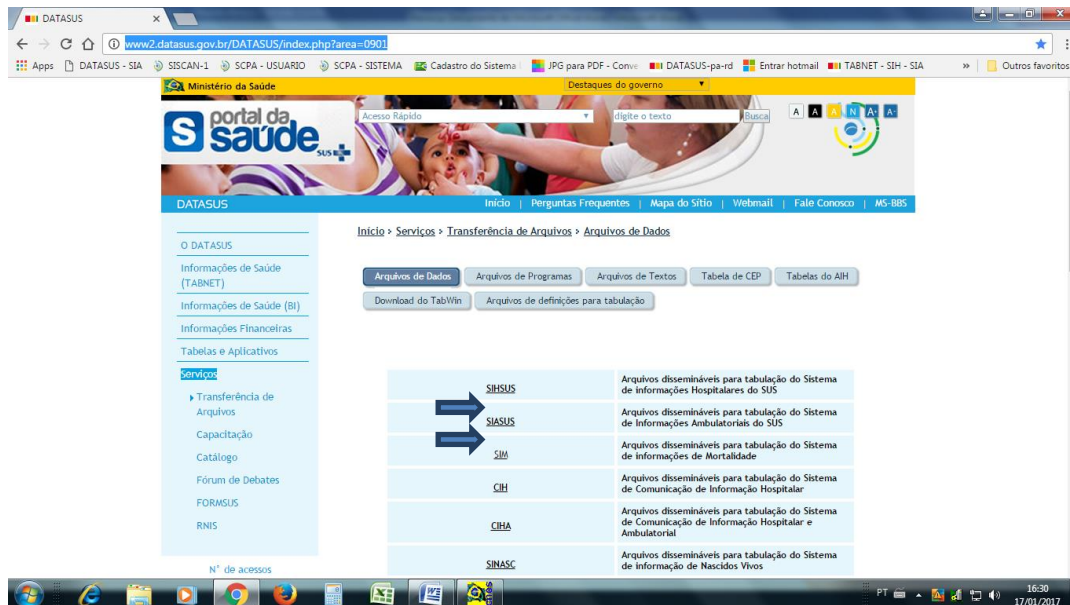 DATASUS
www2.datasus.gov.br/DATASUS/index.php?area=0901
Apps DATASUS - SIA SISCAN-1 SCPA - USUARIO SCPA - SISTEMA Cadastro do Sistema JPG para PDF - Conve DATASUS-pa-rd Entrar hotmail TABNET - SIH - SIA » Outros favoritos
Ministério da Saúde Destaques do governo
portal da saúde SUS
Acesso Rápido digite o texto Busca A A A N A+ A-
DATASUS Início | Perguntas Frequentes | Mapa do Sítio | Webmail | Fale Conosco | MS-BBS
Início > Serviços > Transferência de Arquivos > Arquivos de Dados
O DATASUS
Informações de Saúde
(TABNET)
Informações de Saúde (BI)
Informações Financeiras
Tabelas e Aplicativos
Serviços
Transferência de
Arquivos
Capacitação
Catálogo
Fórum de Debates
FORMSUS
RNIS
N° de acessos
Arquivos de Dados Arquivos de Programas Arquivos de Textos Tabela de CEP Tabelas do AIH
Download do TabWin Arquivos de definições para tabulação
SIHSUS
Arquivos dissemináveis para tabulação do Sistema
de informações Hospitalares do SUS
SIASUS
Arquivos dissemináveis para tabulação do Sistema
de Informações Ambulatoriais do SUS
SIM
Arquivos dissemináveis para tabulação do Sistema
de informações de Mortalidade
CIH
Arquivos dissemináveis para tabulação do Sistema
de Comunicação de Informação Hospitalar
CIHA
Arquivos dissemináveis para tabulação do Sistema
de Comunicação de Informação Hospitalar e
Ambulatorial
SINASC
Arquivos dissemináveis para tabulação do Sistema
de informação de Nascidos Vivos
PT 16:30
17/01/2017